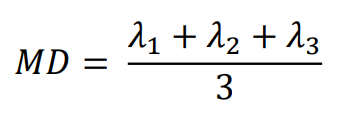 MD = (λ₁ + λ₂ + λ₃) / 3